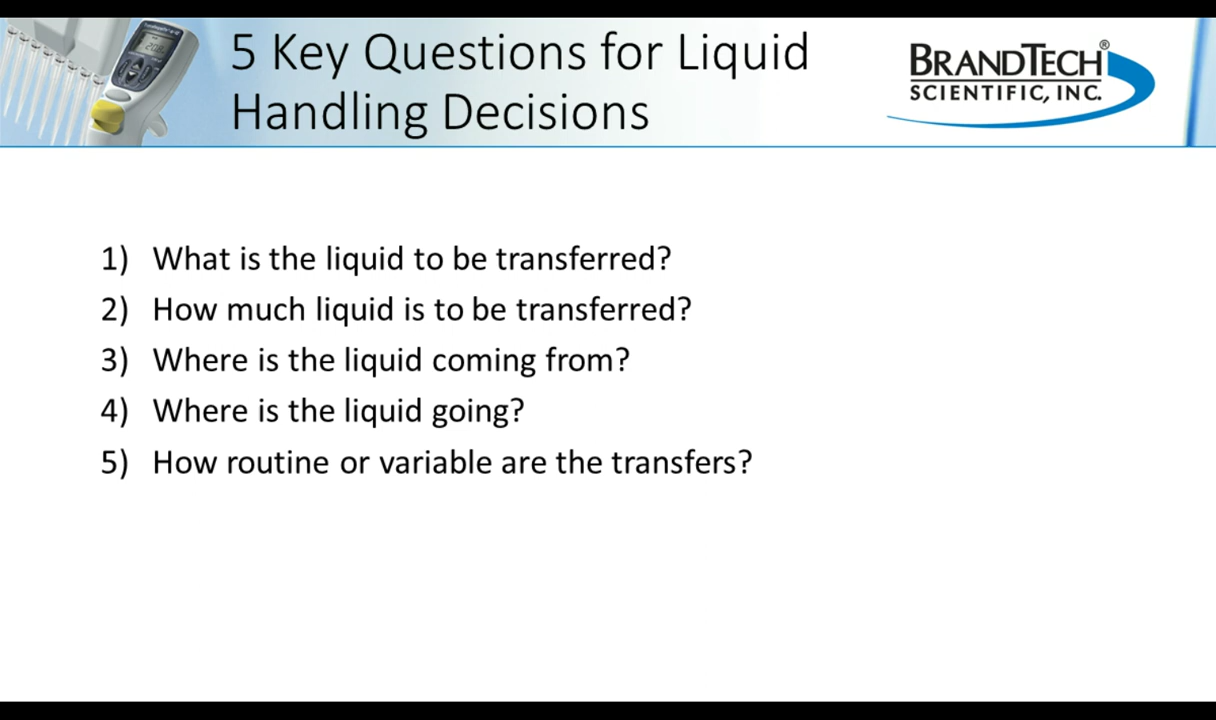 5 Key Questions for Liquid
Handling Decisions
BRANDTECH®
SCIENTIFIC, INC.
1) What is the liquid to be transferred?
2) How much liquid is to be transferred?
3) Where is the liquid coming from?
4) Where is the liquid going?
5) How routine or variable are the transfers?